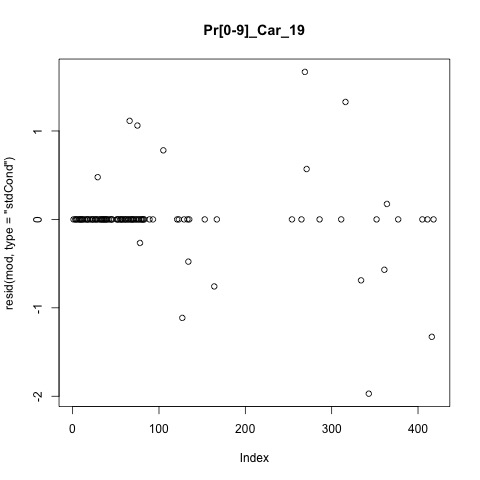 Pr[0-9]_Car_19
resid(mod, type = "stdCond")
1
0
-1
-2
0 100 200 300 400
Index